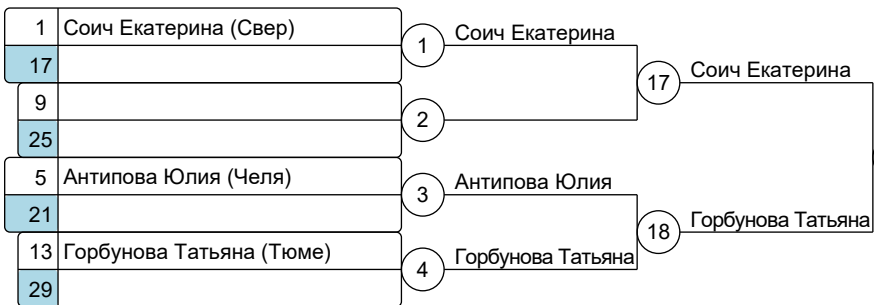 1 Соич Екатерина (Свер)
17
9
25
5 Антипова Юлия (Челя)
21
13 Горбунова Татьяна (Тюме)
29
1 Соич Екатерина
2
3 Антипова Юлия
4 Горбунова Татьяна
17 Соич Екатерина
18 Горбунова Татьяна